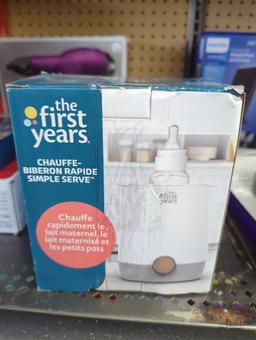 the
first
years
CHAUFFE-
BIBERON RAPIDE
SIMPLE SERVE™
Chauffe
rapidement le
lait maternel, le
lait maternisé et
les petits pots
the
first
years
PHILIPS